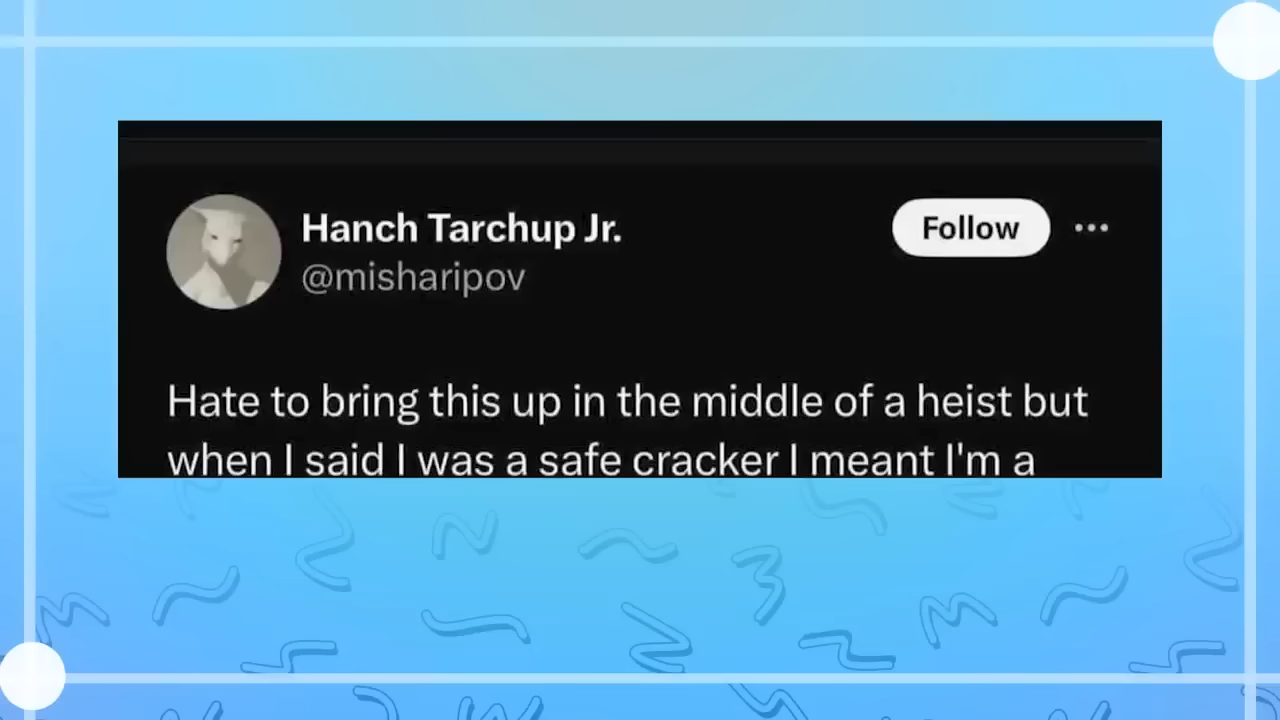 Hanch Tarchup Jr.
Follow
@misharipov
Hate to bring this up in the middle of a heist but
when I said I was a safe cracker I meant I'm a